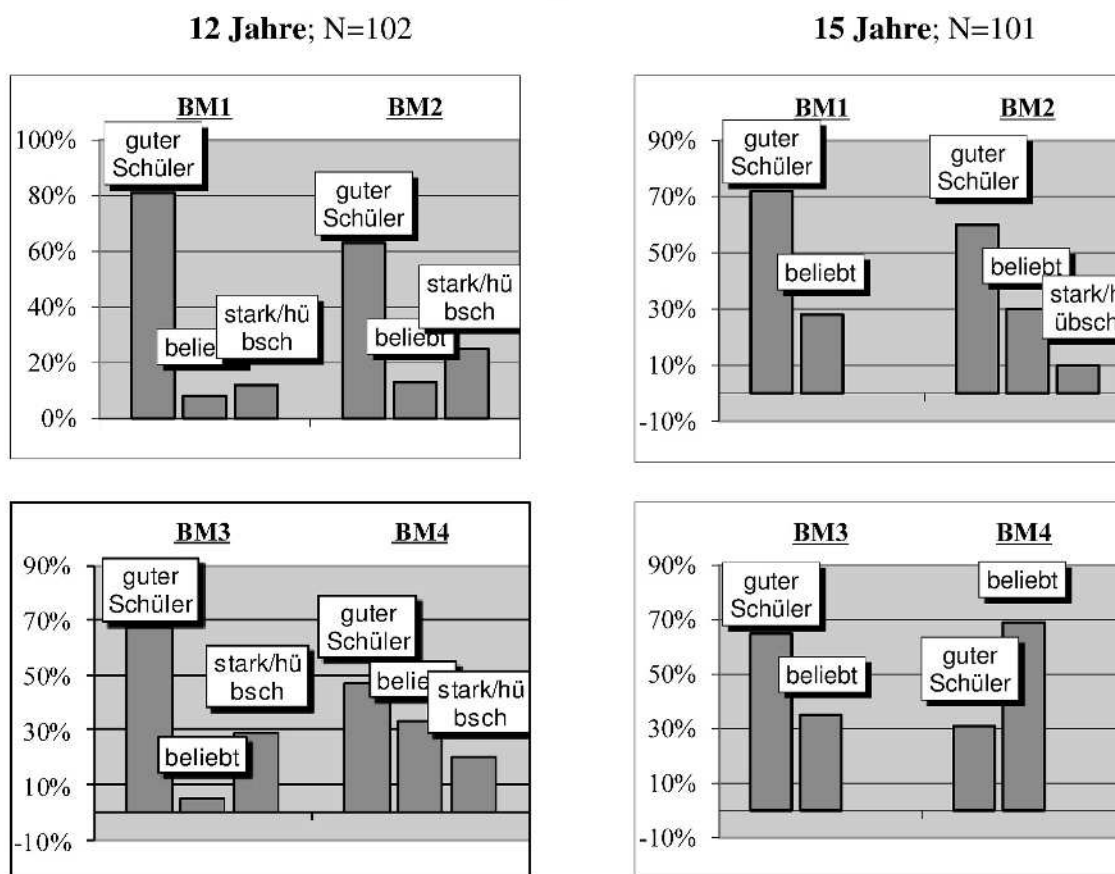 12 Jahre; N=102
15 Jahre; N=101
BM1 BM2
100%
80%
60%
40%
20%
0%
guter
Schüler
stark/hü
bsch
guter
Schüler
beliebt
stark/hü
bsch
BM1 BM2
90%
70%
50%
30%
10%
-10%
guter
Schüler
beliebt
guter
Schüler
beliebt
BM3 BM4
90%
70%
50%
30%
10%
-10%
guter
Schüler
beliebt
stark/hü
bsch
guter
Schüler
stark/hü
bsch
BM3 BM4
90%
70%
50%
30%
10%
-10%
guter
Schüler
beliebt
guter
Schüler
beliebt